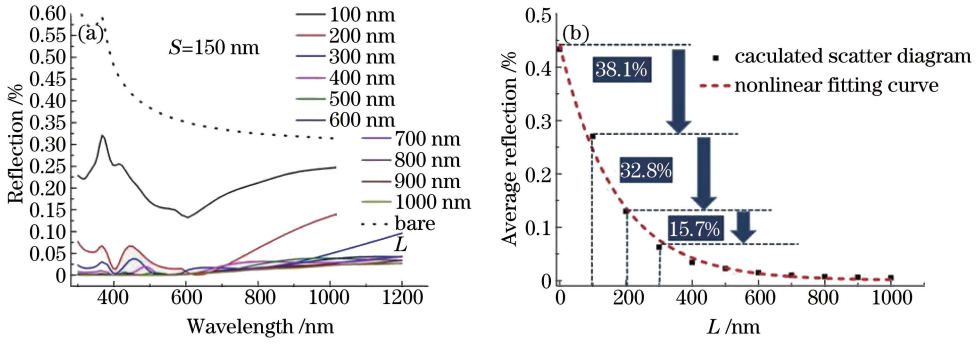 (a)
S=150 nm
0.60
0.55
0.50
0.45
0.40
0.35
0.30
0.25
0.20
0.15
0.10
0.05
0
Reflection /%
400
600
800
1000
1200
Wavelength /nm
100 nm
200 nm
300 nm
400 nm
500 nm
600 nm
700 nm
800 nm
900 nm
1000 nm
bare
L
(b)
0.5
0.4
0.3
0.2
0.1
0
Average reflection /%
38.1%
32.8%
15.7%
caculated scatter diagram
nonlinear fitting curve
0
200
400
600
800
1000
L /nm